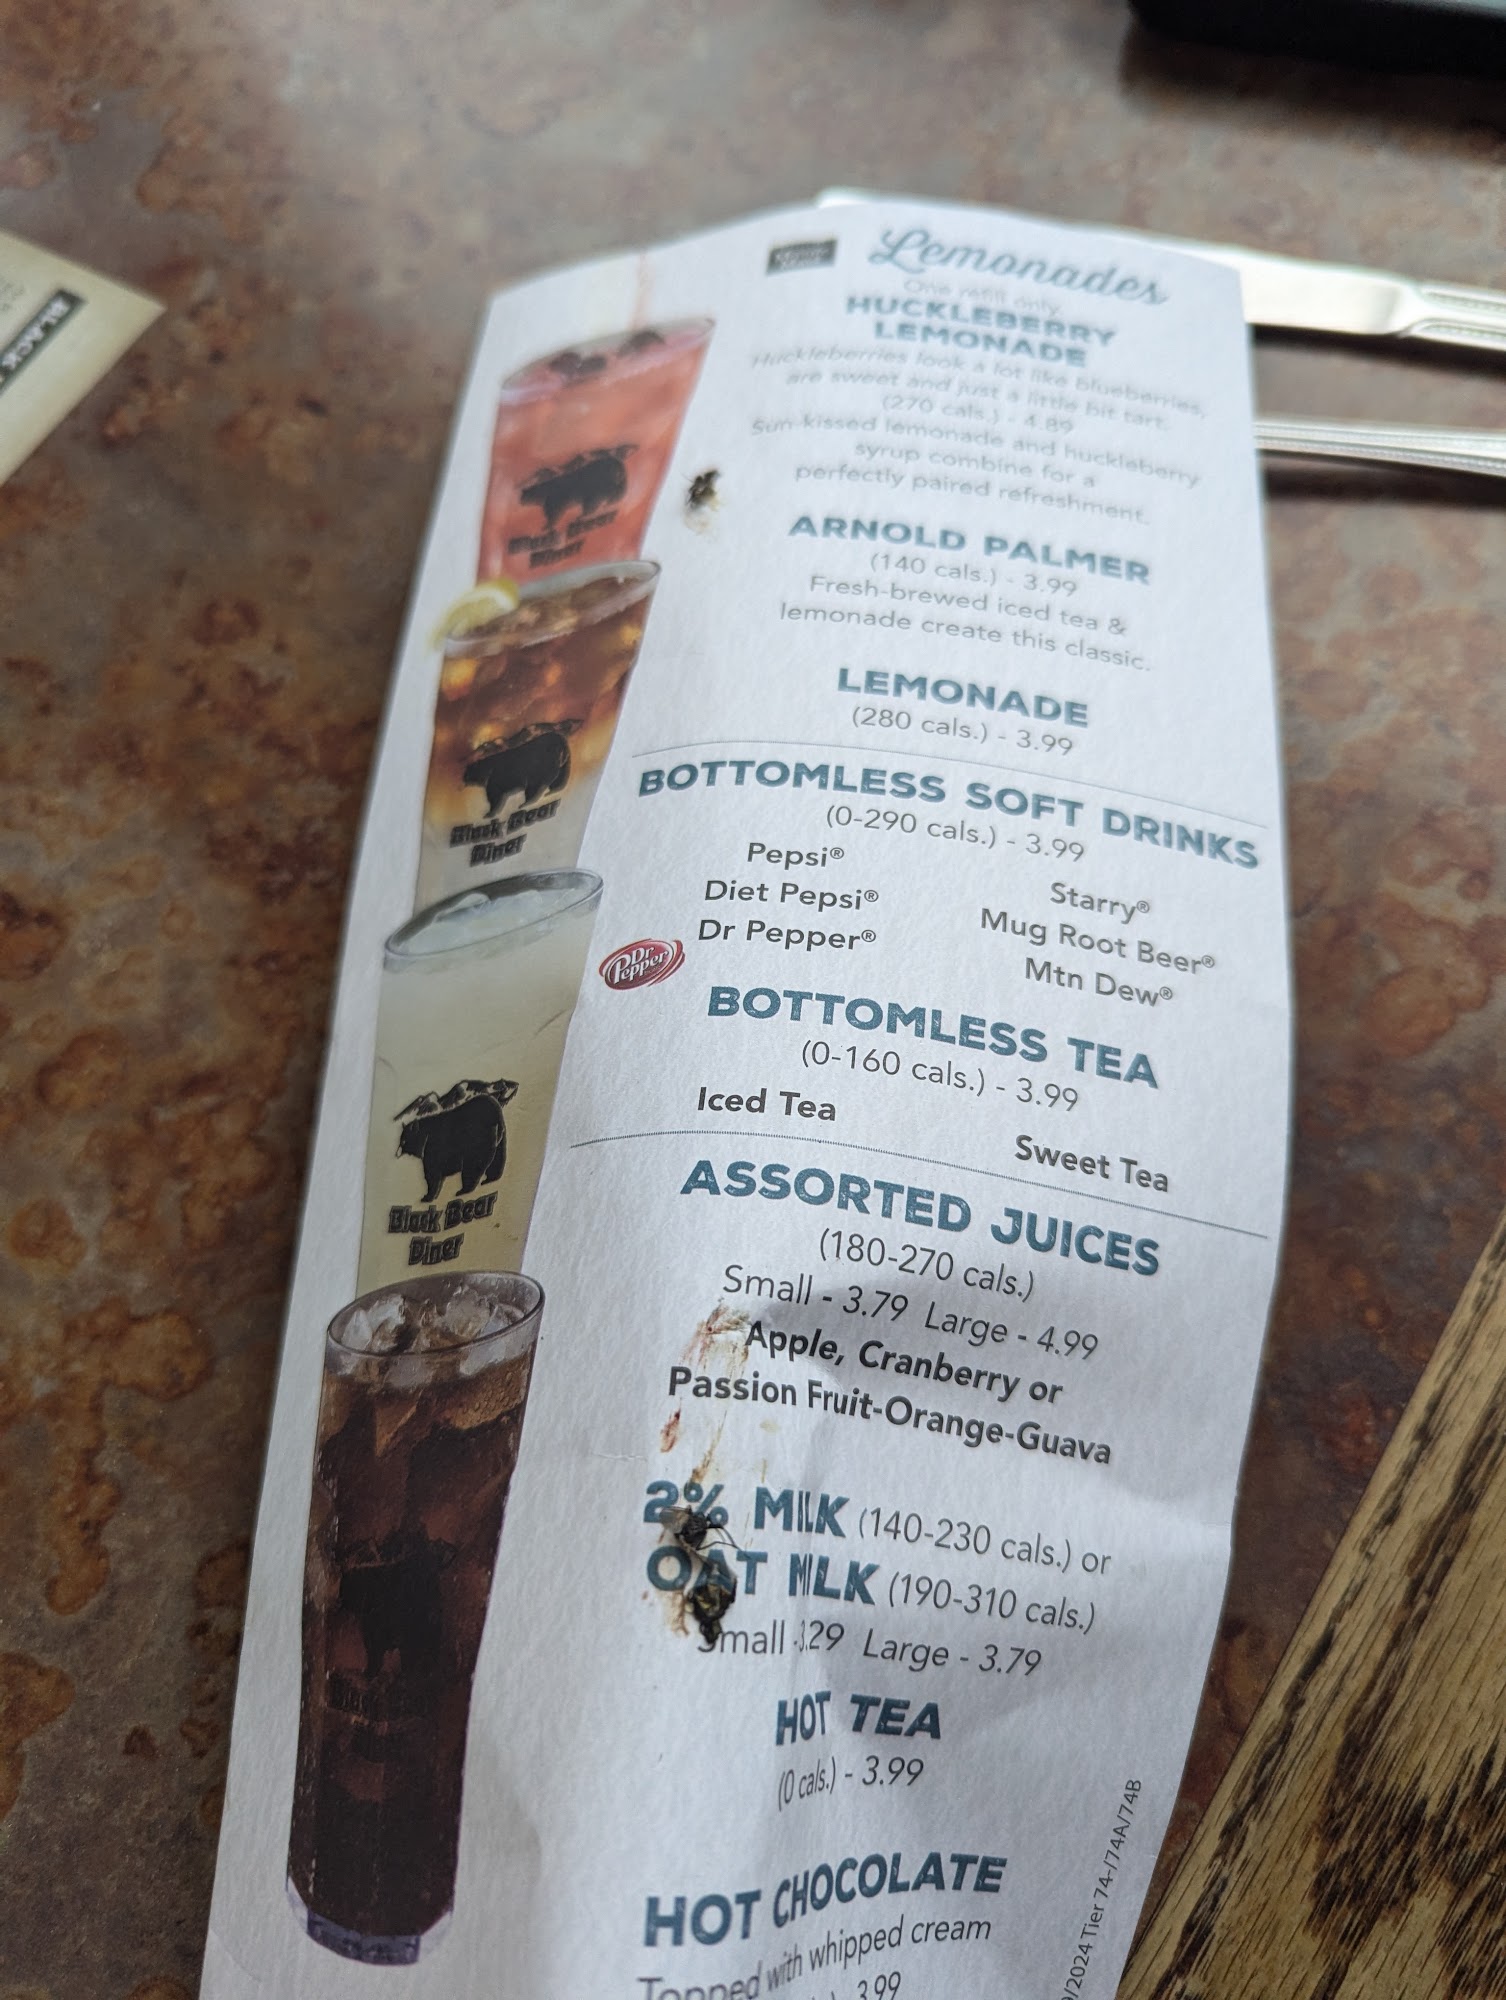 Lemonades
One refill only.
HUCKLEBERRY
LEMONADE
Huckleberries look a lot like blueberries,
are sweet and just a little bit tart.
(270 cals.) - 4.89
Sun-kissed lemonade and huckleberry
syrup combine for a
perfectly paired refreshment.
ARNOLD PALMER
(140 cals.) - 3.99
Fresh-brewed iced tea &
lemonade create this classic.
LEMONADE
(280 cals.) - 3.99
BOTTOMLESS SOFT DRINKS
(0-290 cals.) - 3.99
Pepsi®
Diet Pepsi®
Dr Pepper®
Starry®
Mug Root Beer®
Mtn Dew®
Dr
Pepper
BOTTOMLESS TEA
(0-160 cals.) - 3.99
Iced Tea
Sweet Tea
ASSORTED JUICES
(180-270 cals.)
Small - 3.79 Large - 4.99
Apple, Cranberry or
Passion Fruit-Orange-Guava
2% MILK (140-230 cals.) or
OAT MILK (190-310 cals.)
Small - 3.29 Large - 3.79
HOT TEA
(0 cals.) - 3.99
HOT CHOCOLATE
Topped with whipped cream
3.99
/2024 Tier 74-/74A/74B
Black Bear
Diner
Black Bear
Diner
Black Bear
Diner
BLACK